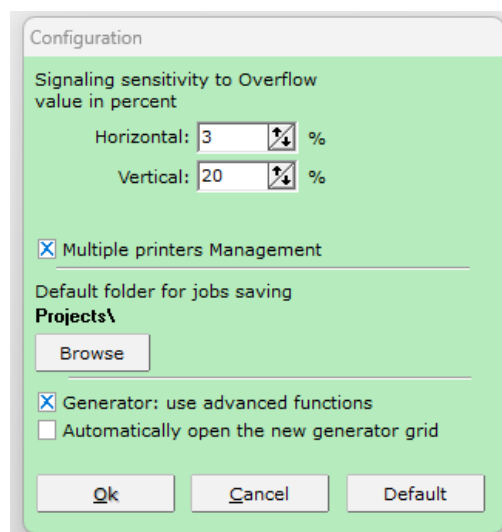 Configuration
Signaling sensitivity to Overflow
value in percent
Horizontal: 3 %
Vertical: 20 %
Multiple printers Management
Default folder for jobs saving
Projects\
Browse
Generator: use advanced functions
Automatically open the new generator grid
Ok Cancel Default